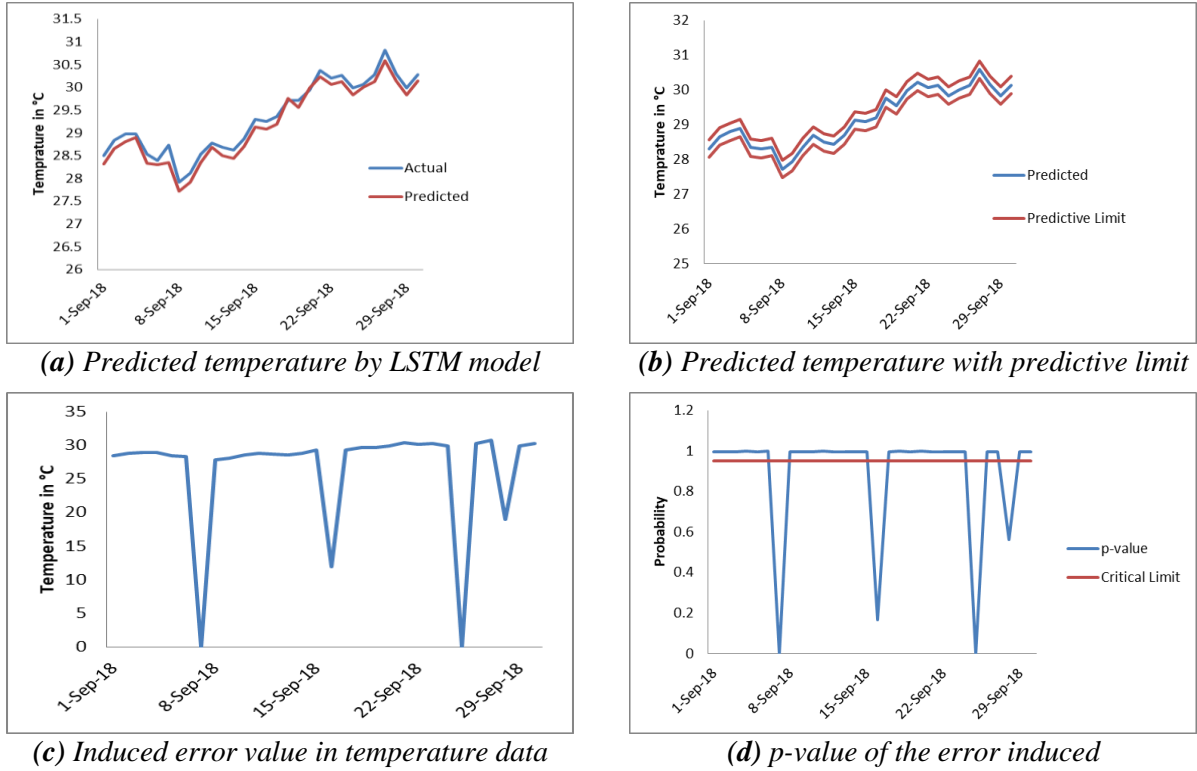 31.5
31
30.5
30
29.5
29
28.5
28
27.5
27
26.5
26
Temperature in °C
1-Sep-18
8-Sep-18
15-Sep-18
22-Sep-18
29-Sep-18
Actual
Predicted
(a) Predicted temperature by LSTM model
32
31
30
29
28
27
26
25
Temprature in °C
1-Sep-18
8-Sep-18
15-Sep-18
22-Sep-18
29-Sep-18
Predicted
Predictive Limit
(b) Predicted temperature with predictive limit
35
30
25
20
15
10
5
0
Temperature in °C
1-Sep-18
8-Sep-18
15-Sep-18
22-Sep-18
29-Sep-18
(c) Induced error value in temperature data
1.2
1
0.8
0.6
0.4
0.2
0
Probability
1-Sep-18
8-Sep-18
15-Sep-18
22-Sep-18
29-Sep-18
p-value
Critical Limit
(d) p-value of the error induced